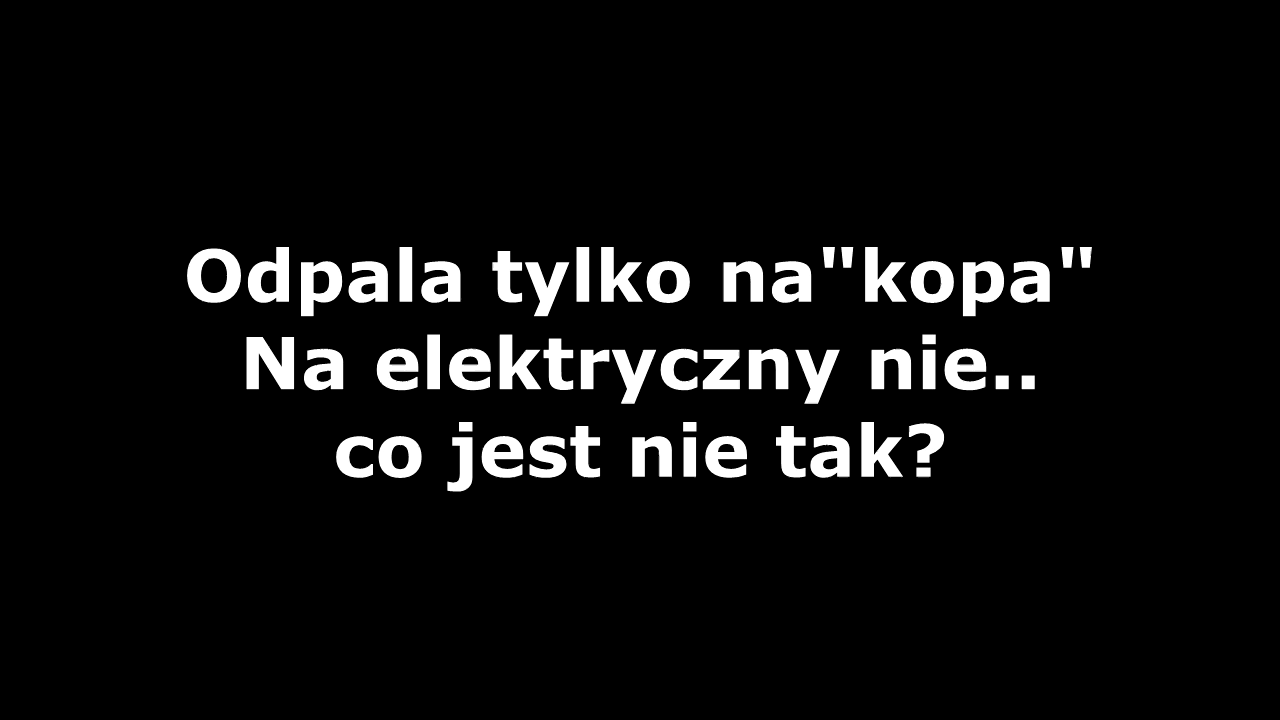 Odpala tylko na"kopa"
Na elektryczny nie..
co jest nie tak?